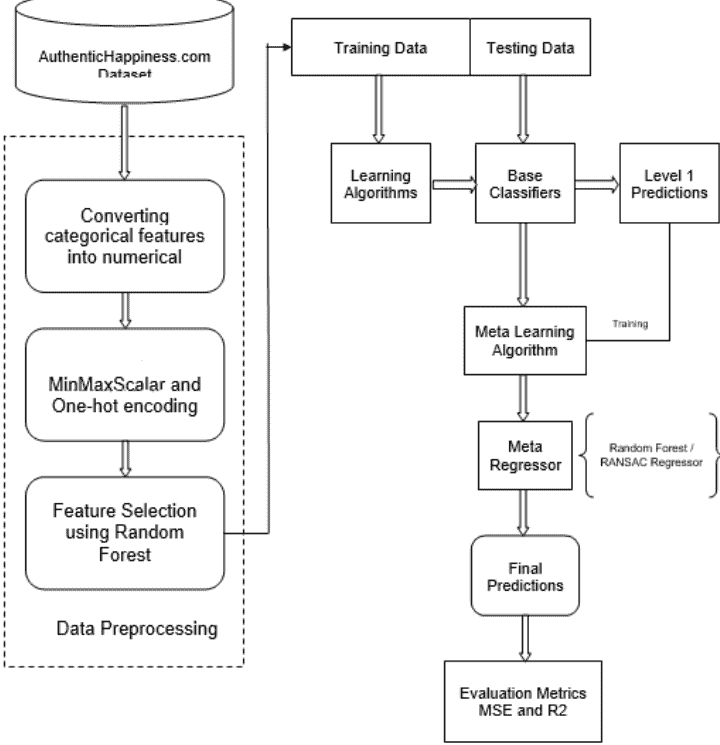 AuthenticHappiness.com
Dataset
Converting
categorical features
into numerical
MinMaxScalar and
One-hot encoding
Feature Selection
using Random
Forest
Data Preprocessing
Training Data
Testing Data
Learning
Algorithms
Base
Classifiers
Level 1
Predictions
Meta Learning
Algorithm
Training
Meta
Regressor
Random Forest /
RANSAC Regressor
Final
Predictions
Evaluation Metrics
MSE and R2